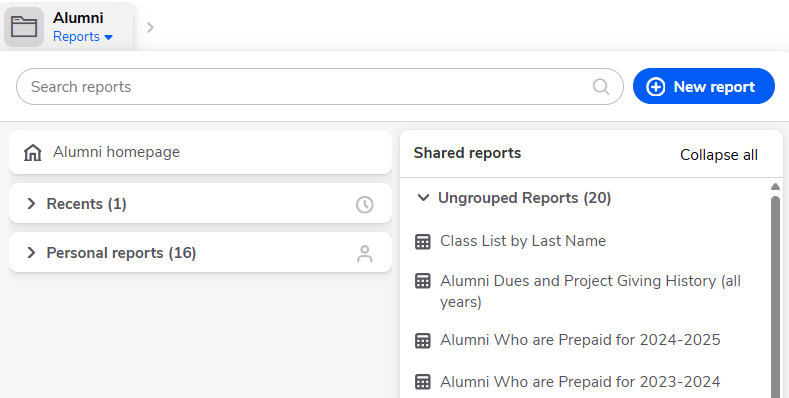 Alumni
Reports
Search reports
New report
Alumni homepage
Recents (1)
Personal reports (16)
Shared reports
Collapse all
Ungrouped Reports (20)
Class List by Last Name
Alumni Dues and Project Giving History (all
years)
Alumni Who are Prepaid for 2024-2025
Alumni Who are Prepaid for 2023-2024